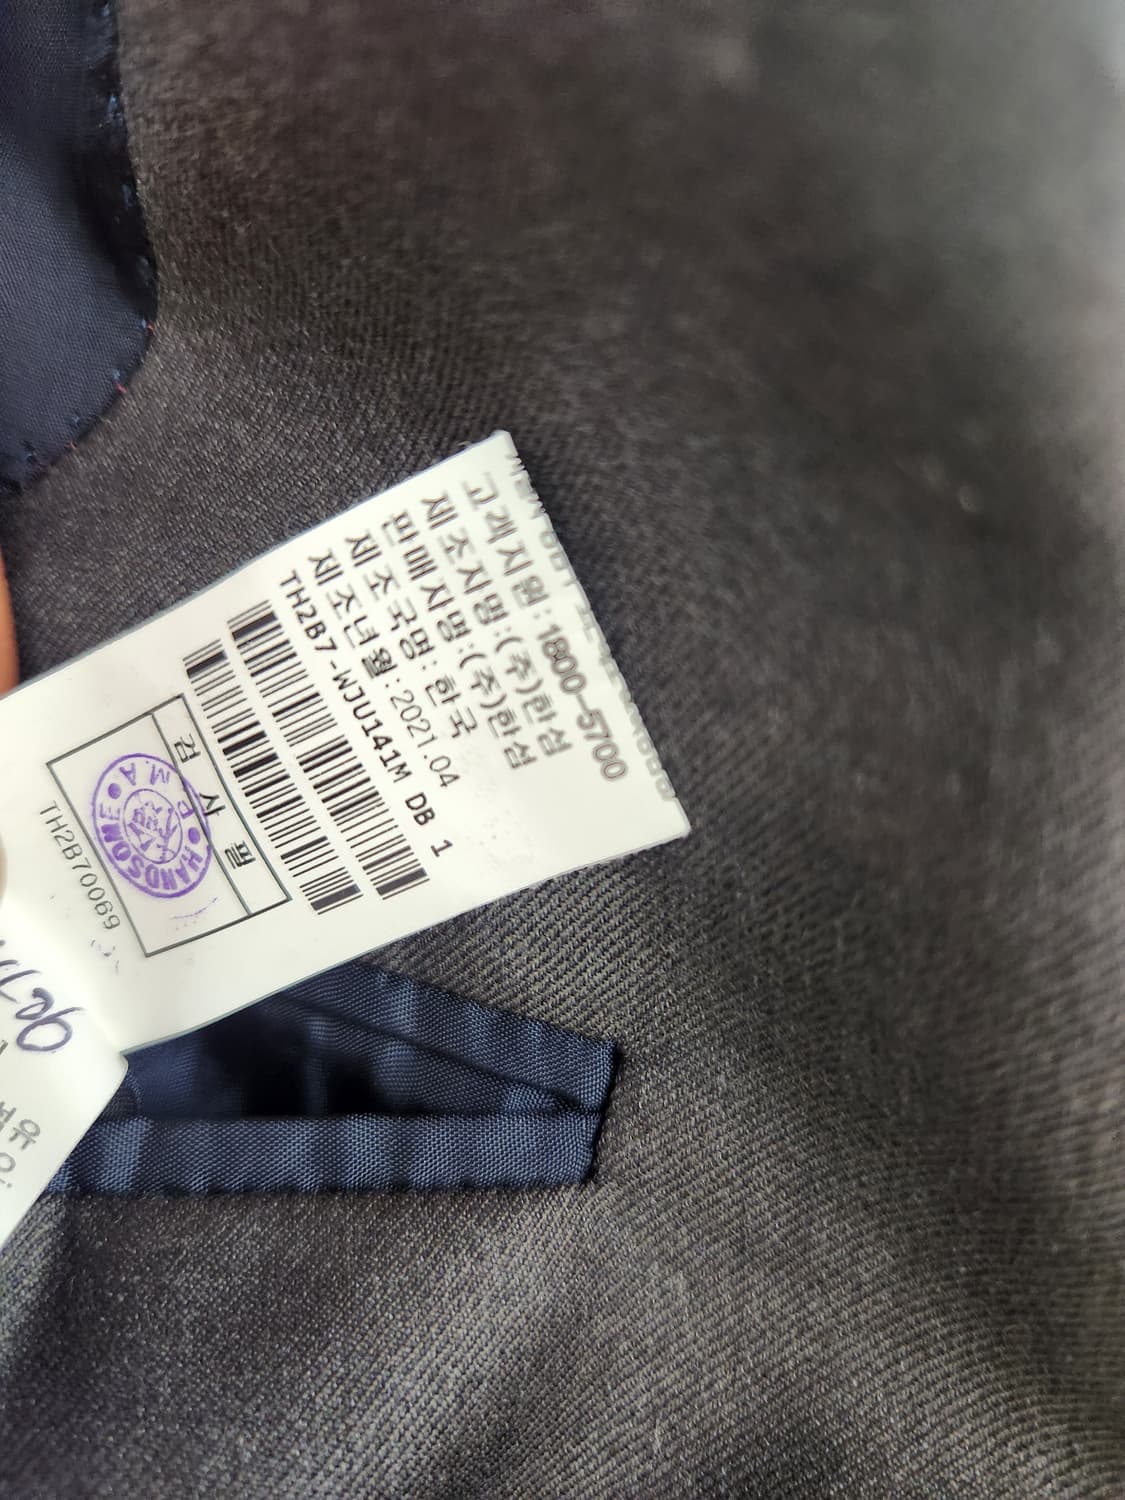 고객지원:1800-5700
제조자명:(주)한섬
판매자명:(주)한섬
제조국명:한국
제조년월:2021.04
TH2B7-WJU141M DB 1
검 사 필
HANDSOME
TH2B70069